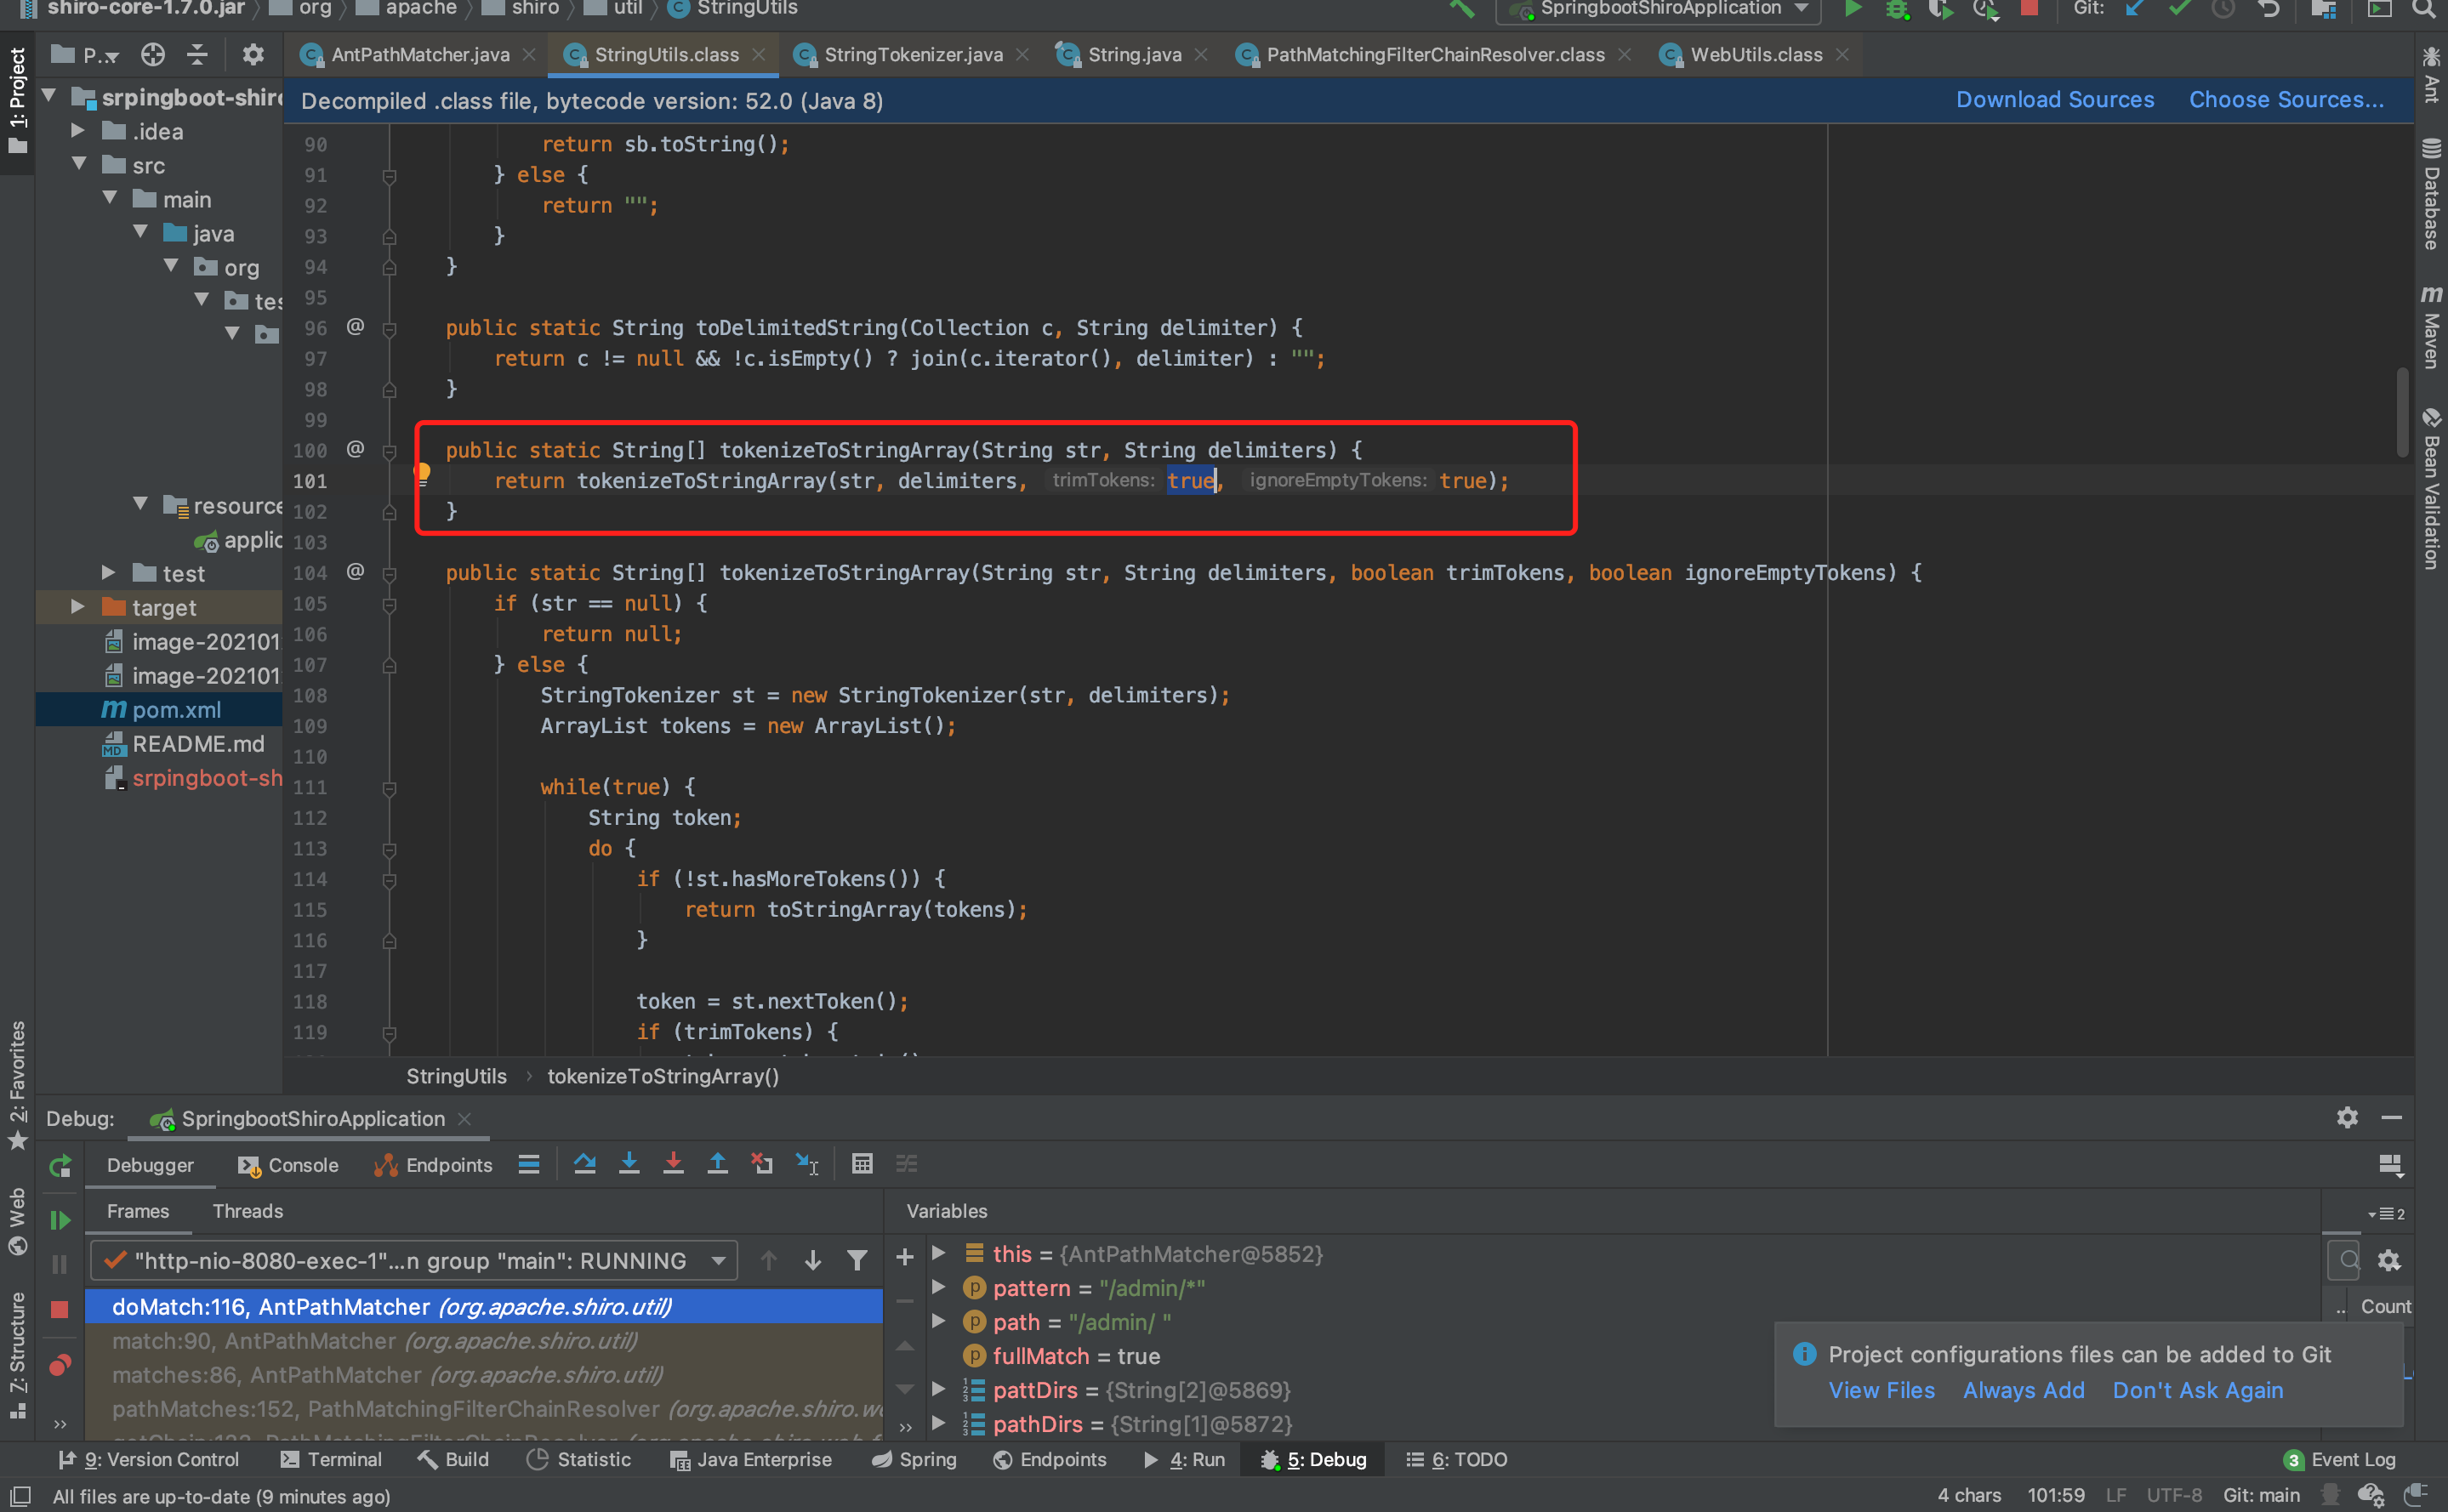 shiro-core-1.7.0.jar › org › apache › shiro › util › StringUtils
SpringbootShiroApplication
Git:
P..
AntPathMatcher.java
StringUtils.class
StringTokenizer.java
String.java
PathMatchingFilterChainResolver.class
WebUtils.class
Decompiled .class file, bytecode version: 52.0 (Java 8)
Download Sources
Choose Sources...
1: Project
srpingboot-shiro
.idea
src
main
java
org
tes
resource
applic
test
target
image-202101
image-202101
pom.xml
README.md
srpingboot-sh
90 return sb.toString();
91 } else {
92 return "";
93 }
94 }
95
96 @ public static String toDelimitedString(Collection c, String delimiter) {
97 return c != null && !c.isEmpty() ? join(c.iterator(), delimiter) : "";
98 }
99
100 @ public static String[] tokenizeToStringArray(String str, String delimiters) {
101 return tokenizeToStringArray(str, delimiters, trimTokens: true, ignoreEmptyTokens: true);
102 }
103
104 @ public static String[] tokenizeToStringArray(String str, String delimiters, boolean trimTokens, boolean ignoreEmptyTokens) {
105 if (str == null) {
106 return null;
107 } else {
108 StringTokenizer st = new StringTokenizer(str, delimiters);
109 ArrayList tokens = new ArrayList();
110
111 while(true) {
112 String token;
113 do {
114 if (!st.hasMoreTokens()) {
115 return toStringArray(tokens);
116 }
117
118 token = st.nextToken();
119 if (trimTokens) {
Ant
Database
Maven
Bean Validation
2: Favorites
Web
7: Structure
StringUtils › tokenizeToStringArray()
Debug: SpringbootShiroApplication
Debugger
Console
Endpoints
Frames
Threads
Variables
2
"http-nio-8080-exec-1"...n group "main": RUNNING
doMatch:116, AntPathMatcher (org.apache.shiro.util)
match:90, AntPathMatcher (org.apache.shiro.util)
matches:86, AntPathMatcher (org.apache.shiro.util)
pathMatches:152, PathMatchingFilterChainResolver (org.apache.shiro.we
this = {AntPathMatcher@5852}
pattern = "/admin/*"
path = "/admin/ "
fullMatch = true
pattDirs = {String[2]@5869}
pathDirs = {String[1]@5872}
.. Count
Project configurations files can be added to Git
View Files
Always Add
Don't Ask Again
9: Version Control
Terminal
Build
Statistic
Java Enterprise
Spring
Endpoints
4: Run
5: Debug
6: TODO
3 Event Log
All files are up-to-date (9 minutes ago)
4 chars
101:59
LF
UTF-8
Git: main